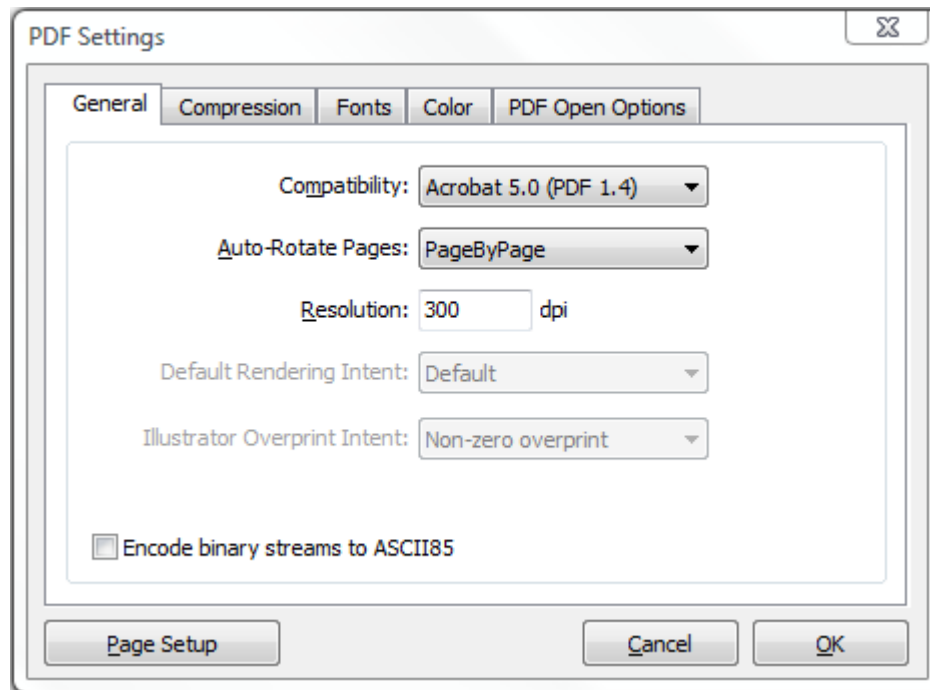 PDF Settings
General Compression Fonts Color PDF Open Options
Compatibility: Acrobat 5.0 (PDF 1.4)
Auto-Rotate Pages: PageByPage
Resolution: 300 dpi
Default Rendering Intent: Default
Illustrator Overprint Intent: Non-zero overprint
Encode binary streams to ASCII85
Page Setup Cancel OK